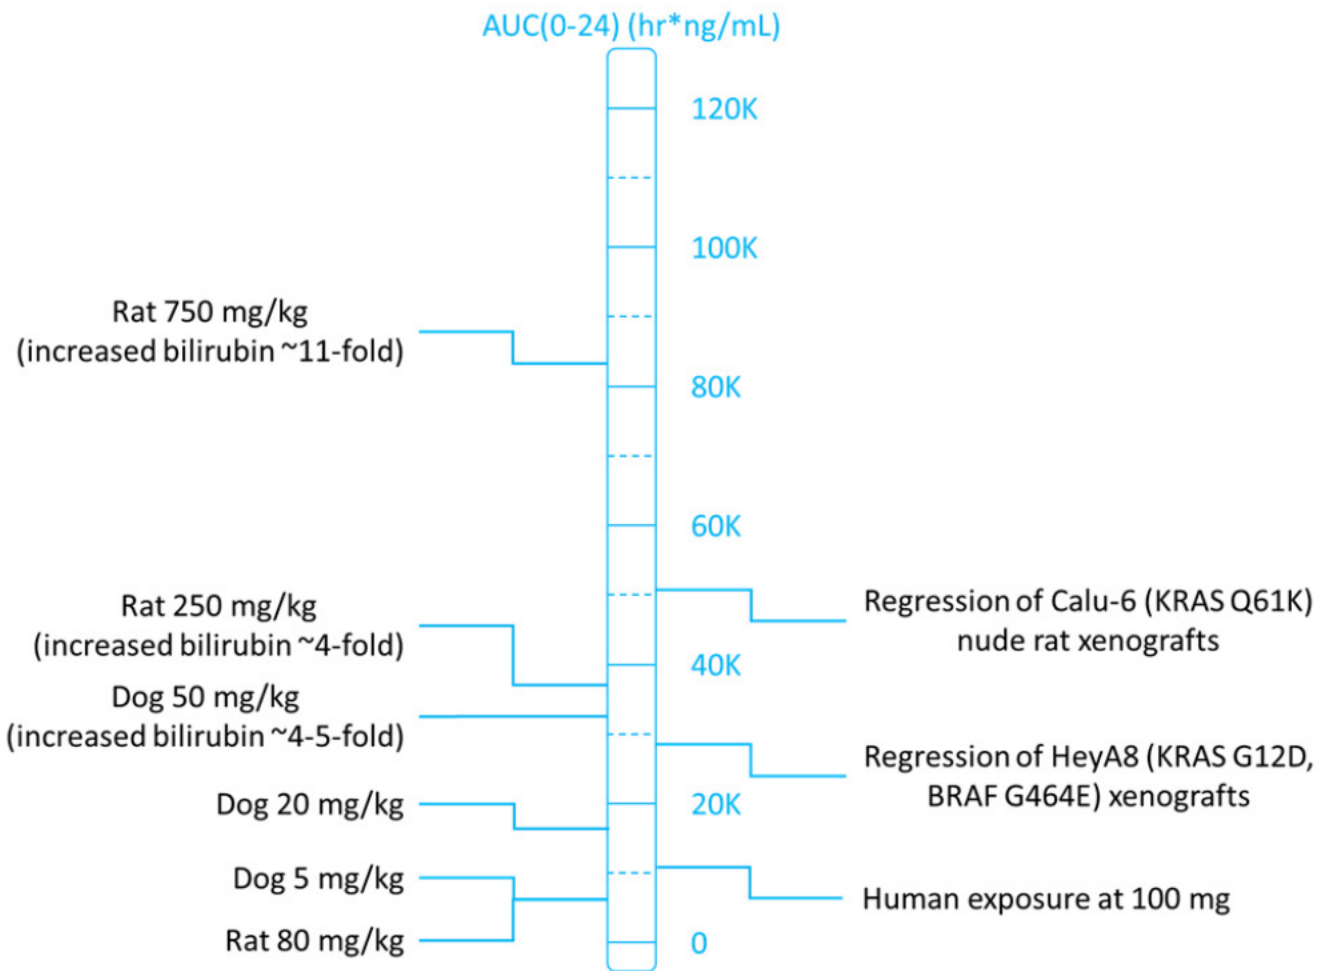 AUC(0-24) (hr*ng/mL)
120K
100K
80K
60K
40K
20K
0
Rat 750 mg/kg
(increased bilirubin ~11-fold)
Rat 250 mg/kg
(increased bilirubin ~4-fold)
Dog 50 mg/kg
(increased bilirubin ~4-5-fold)
Dog 20 mg/kg
Dog 5 mg/kg
Rat 80 mg/kg
Regression of Calu-6 (KRAS Q61K)
nude rat xenografts
Regression of HeyA8 (KRAS G12D,
BRAF G464E) xenografts
Human exposure at 100 mg